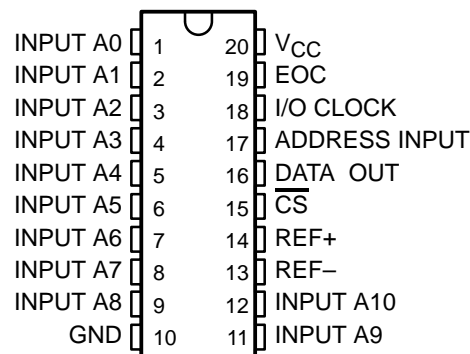 INPUT A0 1 20 VCC
INPUT A1 2 19 EOC
INPUT A2 3 18 I/O CLOCK
INPUT A3 4 17 ADDRESS INPUT
INPUT A4 5 16 DATA OUT
INPUT A5 6 15 C̅S̅
INPUT A6 7 14 REF+
INPUT A7 8 13 REF–
INPUT A8 9 12 INPUT A10
GND 10 11 INPUT A9